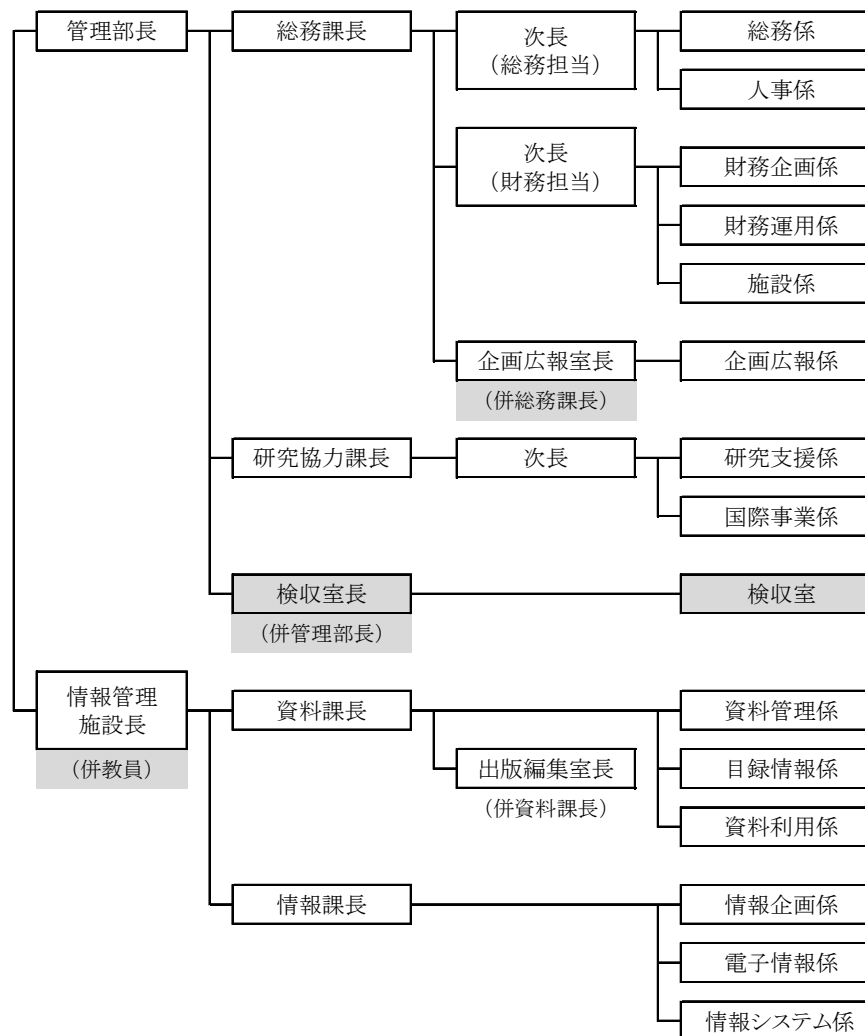 管理部長
総務課長
次長
(総務担当)
総務係
人事係
次長
(財務担当)
財務企画係
財務運用係
施設係
企画広報室長
(併総務課長)
企画広報係
研究協力課長
次長
研究支援係
国際事業係
検収室長
(併管理部長)
検収室
情報管理
施設長
(併教員)
資料課長
資料管理係
出版編集室長
(併資料課長)
目録情報係
資料利用係
情報課長
情報企画係
電子情報係
情報システム係